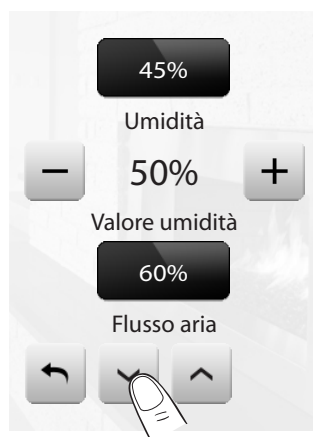 45%
Umidità
− 50% +
Valore umidità
60%
Flusso aria